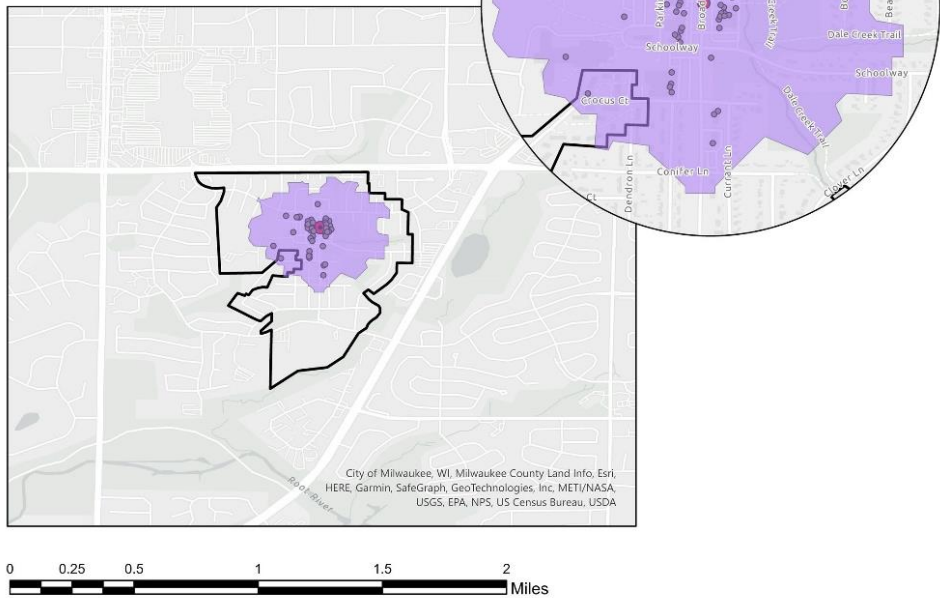 Schoolway
Dale Creek Trail
Schoolway
Crocus Ct
Dale Creek Trail
Conifer Ln
Currant Ln
Dendron Ln
Clover Ln
Ct
Root River
City of Milwaukee, WI, Milwaukee County Land Info, Esri,
HERE, Garmin, SafeGraph, GeoTechnologies, Inc, METI/NASA,
USGS, EPA, NPS, US Census Bureau, USDA
0 0.25 0.5 1 1.5 2
Miles